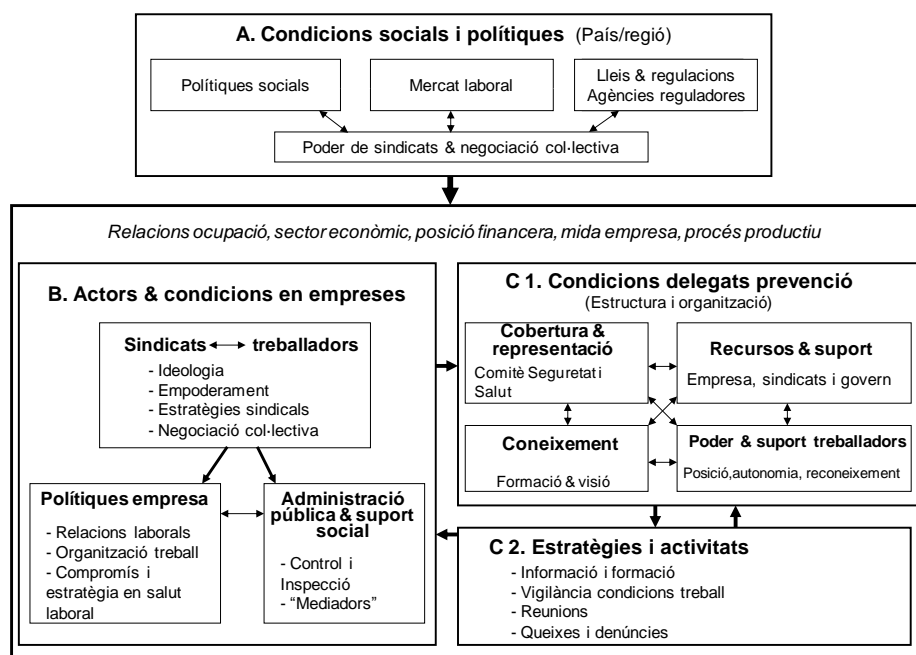 A. Condicions socials i polítiques (País/regió)
Polítiques socials
Mercat laboral
Lleis & regulacions
Agències reguladores
Poder de sindicats & negociació col·lectiva
Relacions ocupació, sector econòmic, posició financera, mida empresa, procés productiu
B. Actors & condicions en empreses
Sindicats treballadors
- Ideologia
- Empoderament
- Estratègies sindicals
- Negociació col·lectiva
Polítiques empresa
- Relacions laborals
- Organització treball
- Compromís i
estratègia en salut
laboral
Administració
pública & suport
social
- Control i
Inspecció
- “Mediadors”
C 1. Condicions delegats prevenció
(Estructura i organització)
Cobertura &
representació
Comitè Seguretat i
Salut
Recursos & suport
Empresa, sindicats i govern
Coneixement
Formació & visió
Poder & suport treballadors
Posició,autonomia, reconeixement
C 2. Estratègies i activitats
- Informació i formació
- Vigilància condicions treball
- Reunions
- Queixes i denúncies